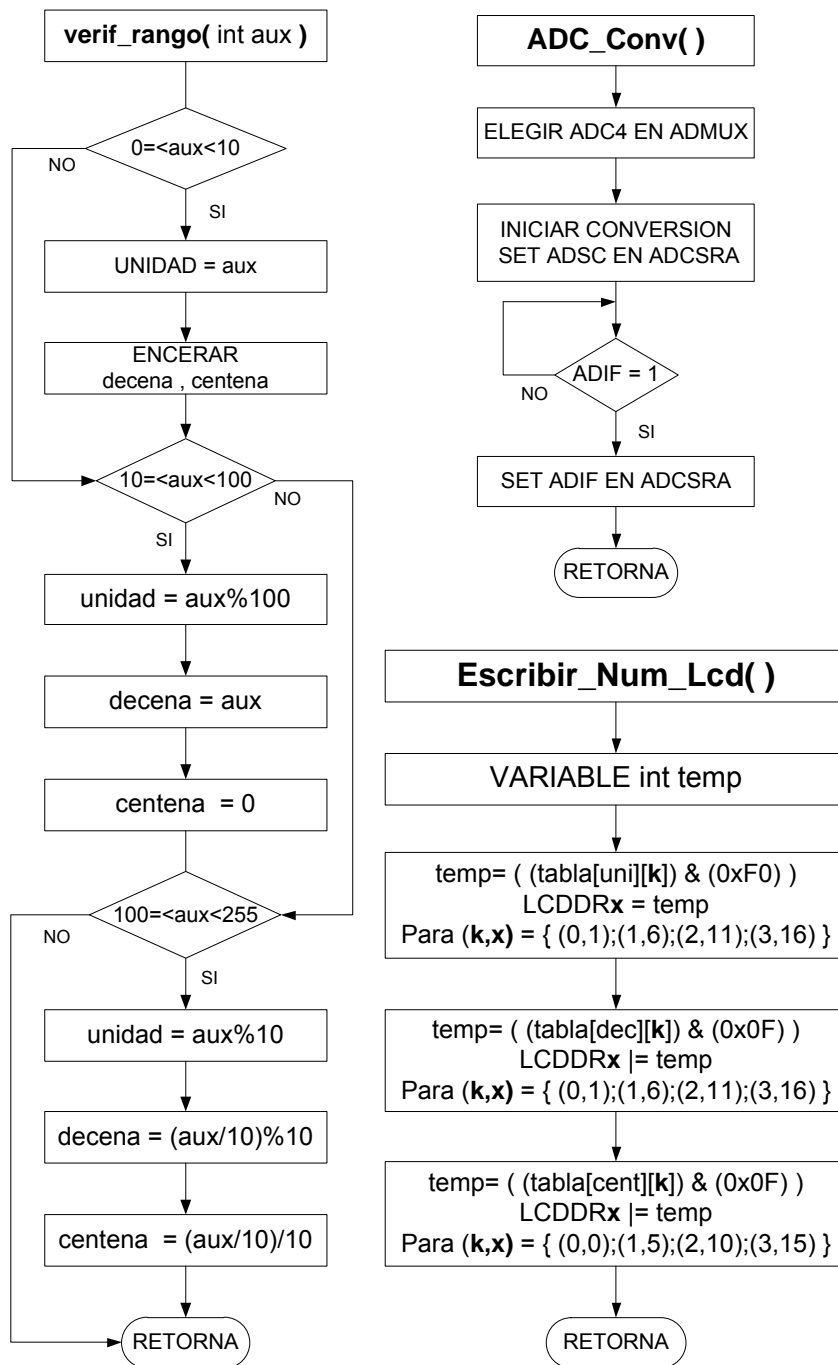 verif_rango( int aux )
0=<aux<10
NO
SI
UNIDAD = aux
ENCERAR
decena , centena
10=<aux<100
NO
SI
unidad = aux%100
decena = aux
centena = 0
100=<aux<255
NO
SI
unidad = aux%10
decena = (aux/10)%10
centena = (aux/10)/10
RETORNA
ADC_Conv( )
ELEGIR ADC4 EN ADMUX
INICIAR CONVERSION
SET ADSC EN ADCSRA
ADIF = 1
NO
SI
SET ADIF EN ADCSRA
RETORNA
Escribir_Num_Lcd( )
VARIABLE int temp
temp= ( (tabla[uni][k]) & (0xF0) )
LCDDRx = temp
Para (k,x) = { (0,1);(1,6);(2,11);(3,16) }
temp= ( (tabla[dec][k]) & (0x0F) )
LCDDRx |= temp
Para (k,x) = { (0,1);(1,6);(2,11);(3,16) }
temp= ( (tabla[cent][k]) & (0x0F) )
LCDDRx |= temp
Para (k,x) = { (0,0);(1,5);(2,10);(3,15) }
RETORNA